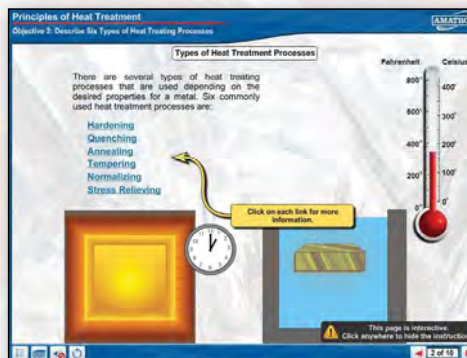 Principles of Heat Treatment
Objective 2: Describe Six Types of Heat Treating Processes
AMATROL
Types of Heat Treatment Processes
There are several types of heat treating
processes that are used depending on the
desired properties for a metal. Six commonly
used heat treatment processes are:
Hardening
Quenching
Annealing
Tempering
Normalizing
Stress Relieving
Click on each link for more
information.
Fahrenheit
Celsius
800°
600°
400°
200°
0°
400°
300°
200°
100°
0°
This page is interactive.
Click anywhere to hide the instruction
2 of 10